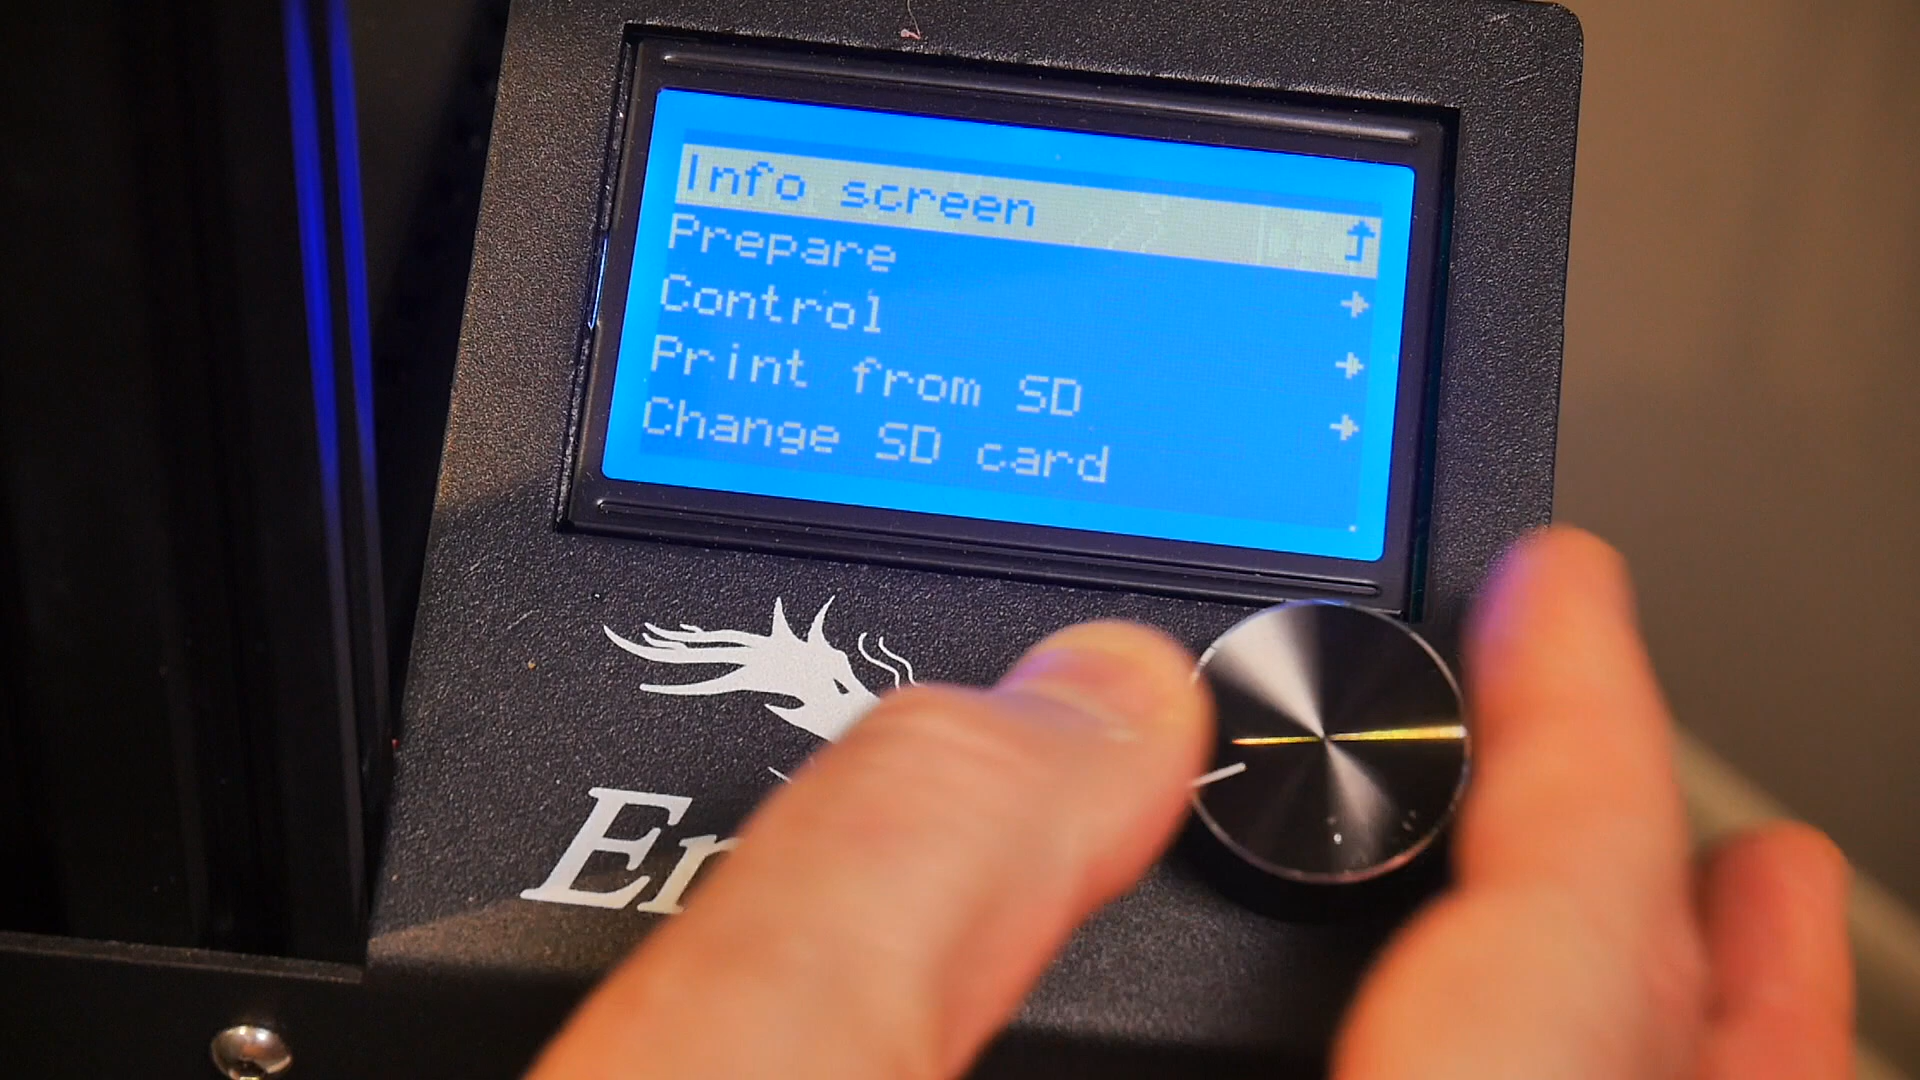 Info screen
Prepare
Control
Print from SD
Change SD card